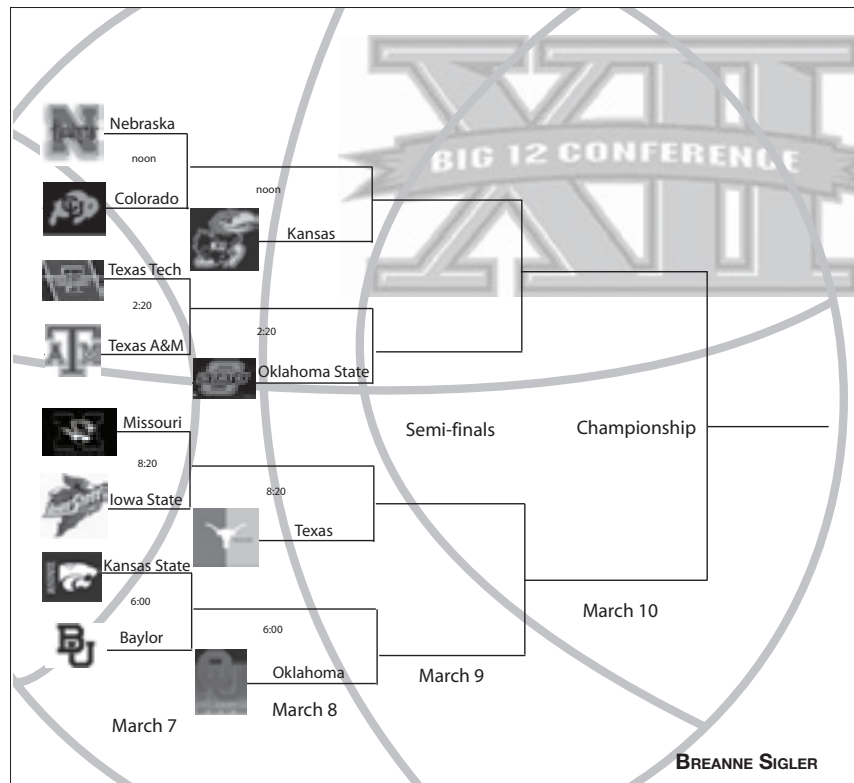 BIG 12 CONFERENCE
Nebraska
noon
Colorado
noon
Kansas
Texas Tech
2:20
Texas A&M
2:20
Oklahoma State
Missouri
8:20
Iowa State
8:20
Texas
Kansas State
6:00
Baylor
6:00
Oklahoma
Semi-finals
Championship
March 7
March 8
March 9
March 10
BREANNE SIGLER